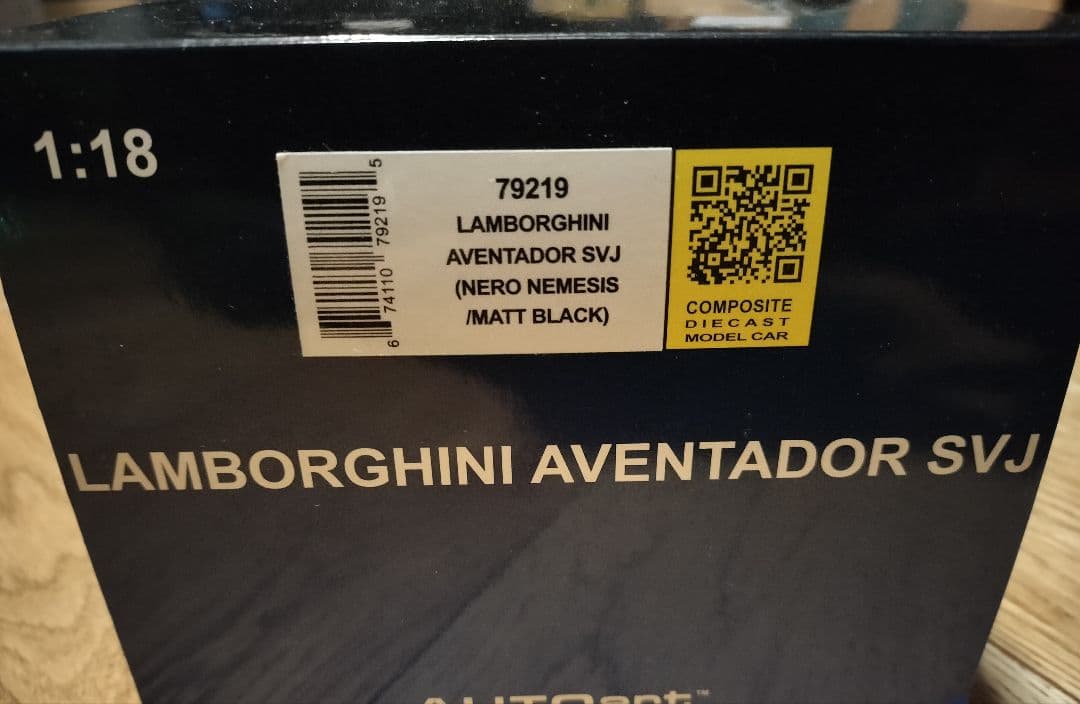 1:18
79219
LAMBORGHINI
AVENTADOR SVJ
(NERO NEMESIS
/MATT BLACK)
6 74110 79219 5
COMPOSITE
DIECAST
MODEL CAR
LAMBORGHINI AVENTADOR SVJ
AUTOart™